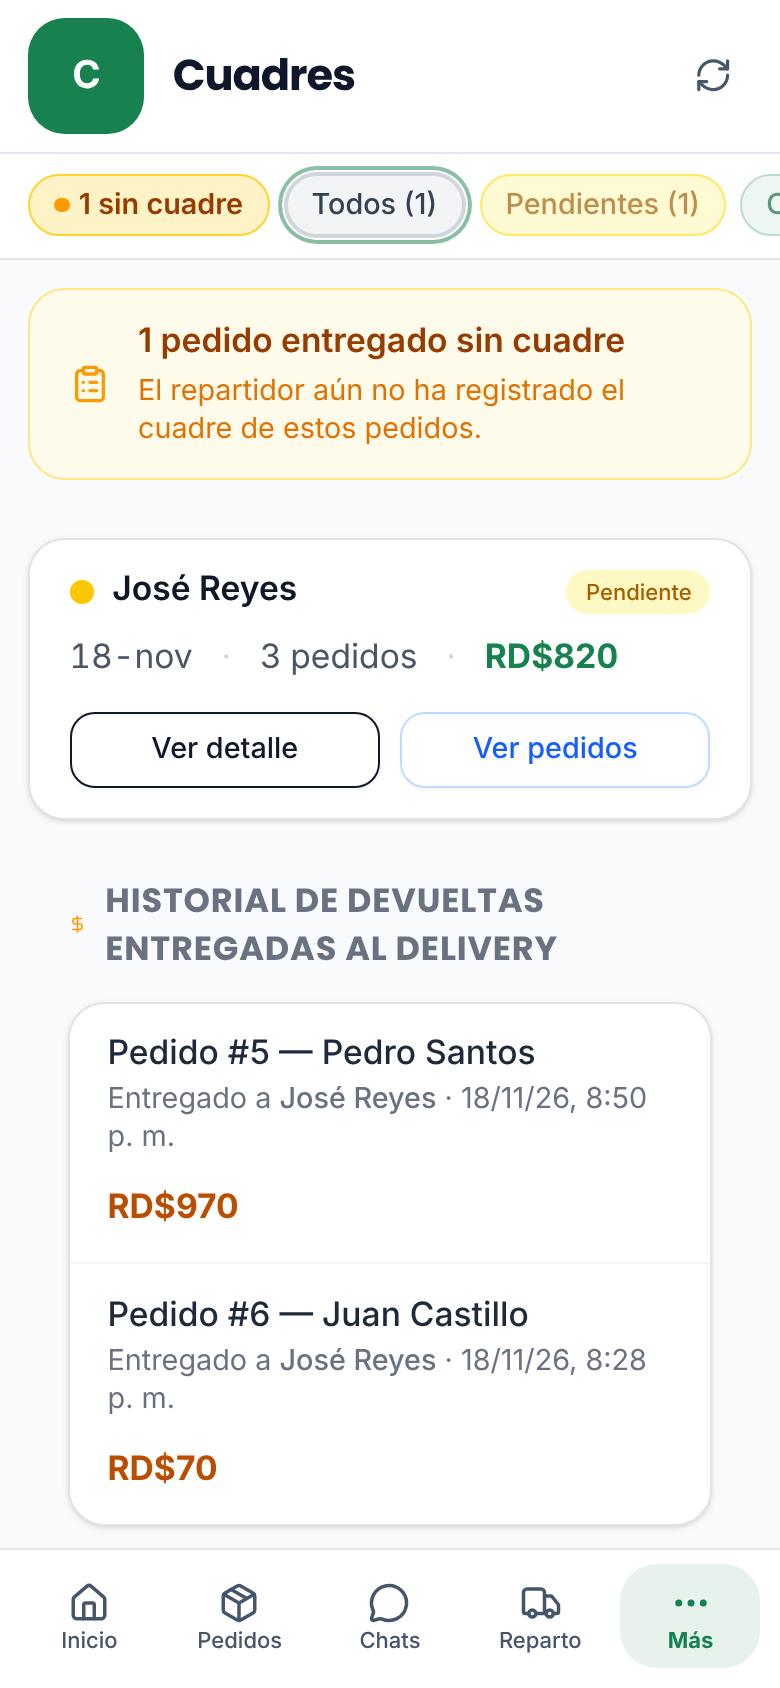 C
Cuadres
1 sin cuadre
Todos (1)
Pendientes (1)
1 pedido entregado sin cuadre
El repartidor aún no ha registrado el
cuadre de estos pedidos.
José Reyes
Pendiente
18-nov · 3 pedidos · RD$820
Ver detalle
Ver pedidos
$ HISTORIAL DE DEVUELTAS
ENTREGADAS AL DELIVERY
Pedido #5 — Pedro Santos
Entregado a José Reyes · 18/11/26, 8:50
p. m.
RD$970
Pedido #6 — Juan Castillo
Entregado a José Reyes · 18/11/26, 8:28
p. m.
RD$70
Inicio
Pedidos
Chats
Reparto
Más